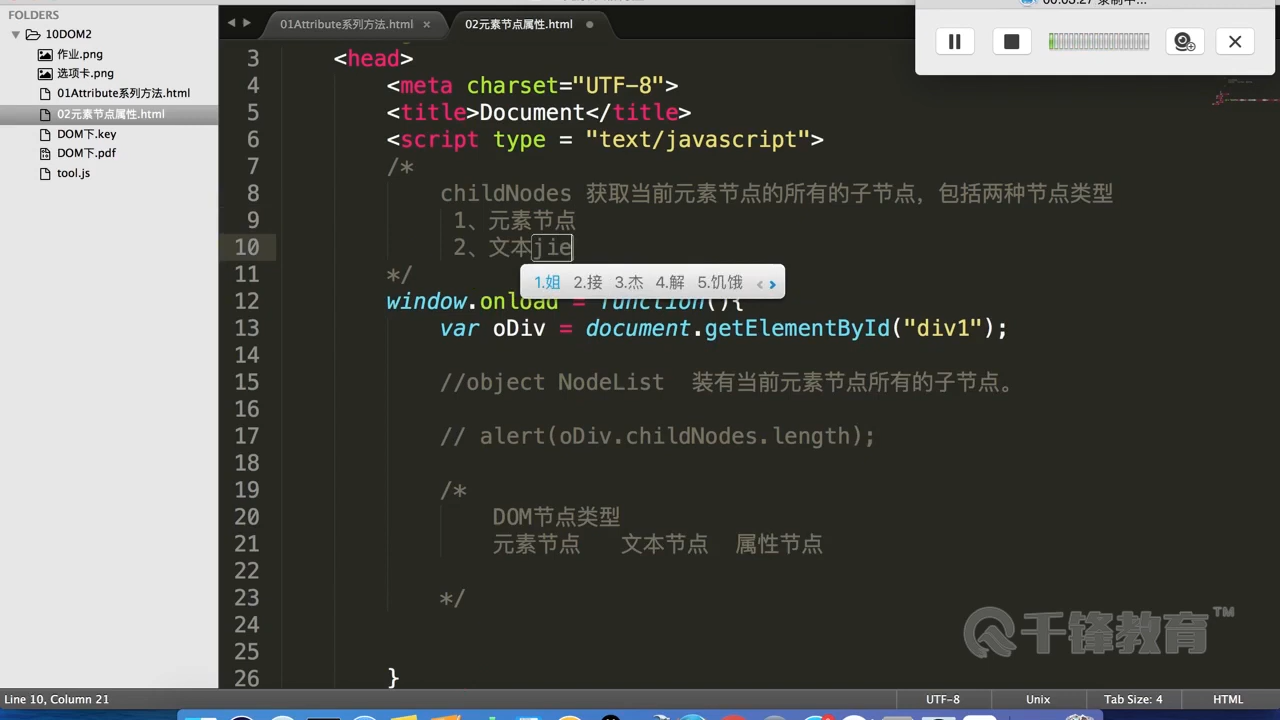 FOLDERS
10DOM2
作业.png
选项卡.png
01Attribute系列方法.html
02元素节点属性.html
DOM下.key
DOM下.pdf
tool.js
01Attribute系列方法.html ×
02元素节点属性.html
3 <head>
4 <meta charset="UTF-8">
5 <title>Document</title>
6 <script type = "text/javascript">
7 /*
8 childNodes 获取当前元素节点的所有的子节点，包括两种节点类型
9 1、元素节点
10 2、文本jie
1.姐 2.接 3.杰 4.解 5.饥饿
11 */
12 window.onload = function(){
13 var oDiv = document.getElementById("div1");
14
15 //object NodeList 装有当前元素节点所有的子节点。
16
17 // alert(oDiv.childNodes.length);
18
19 /*
20 DOM节点类型
21 元素节点 文本节点 属性节点
22
23 */
24
25
26 }
千锋教育™
Line 10, Column 21
UTF-8
Unix
Tab Size: 4
HTML